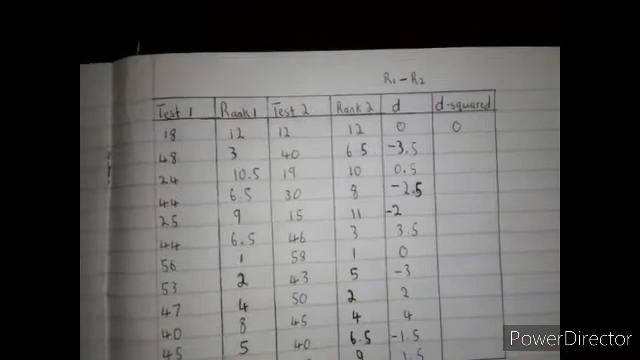 R1 - R2
Test 1 Rank 1 Test 2 Rank 2 d d-squared
18 12 12 12 0 0
48 3 40 6 5 -3.5
24 10.5 19 10 0.5
44 6.5 30 8 -2.5
25 9 15 11 -2
44 6.5 46 3 3.5
56 1 58 1 0
53 2 43 5 -3
47 4 50 2 2
40 8 45 4 4
45 5 40 6.5 -1.5
9 1.5
PowerDirector